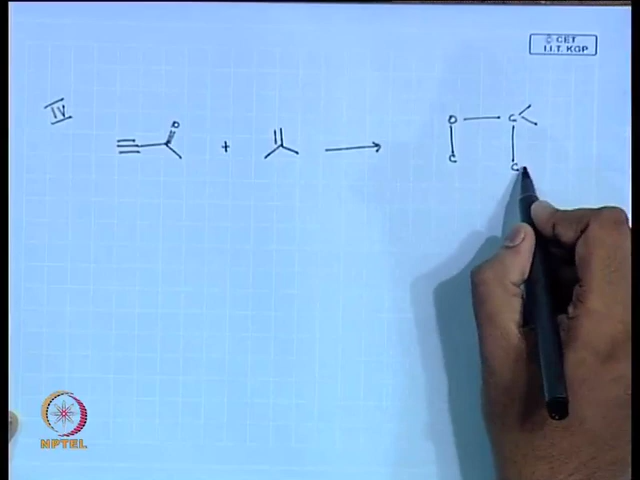 © CET
I.I.T. KGP
IV
O
+
O C
C C
NPTEL